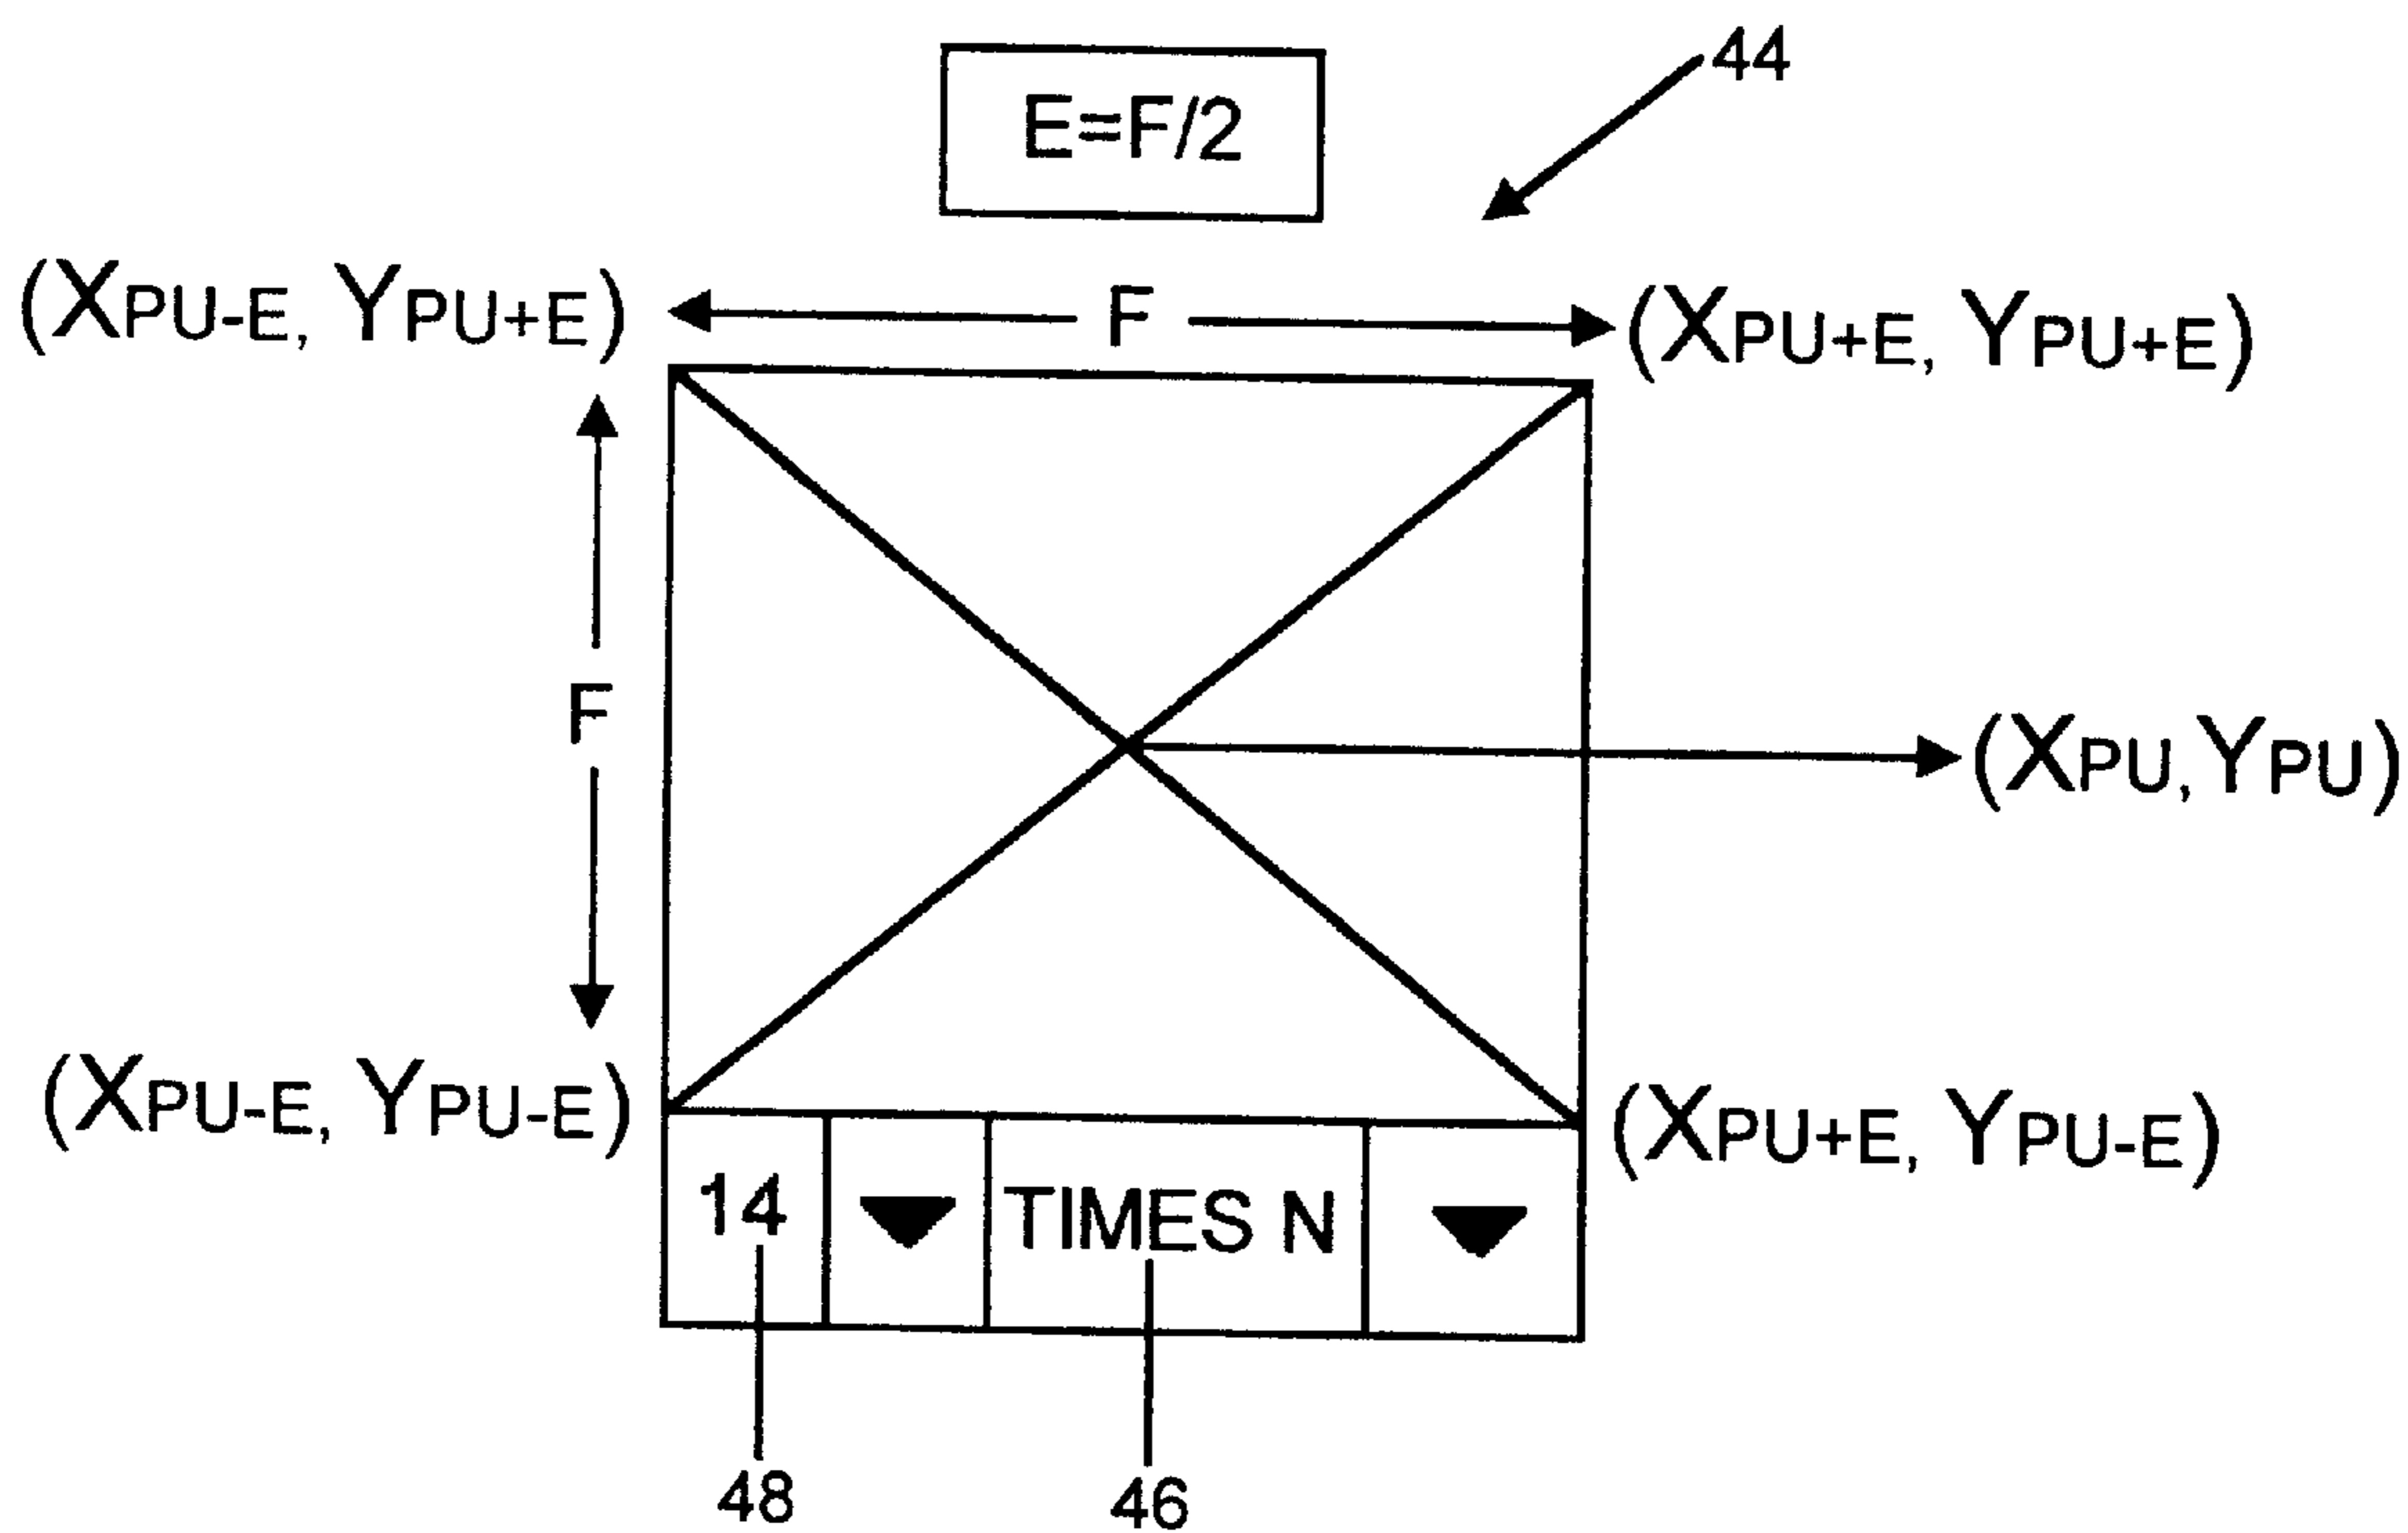 44
E=F/2
(XPU-E, YPU+E) F (XPU+E, YPU+E)
F
(XPU,YPU)
(XPU-E, YPU-E) (XPU+E, YPU-E)
14 TIMES N
48 46